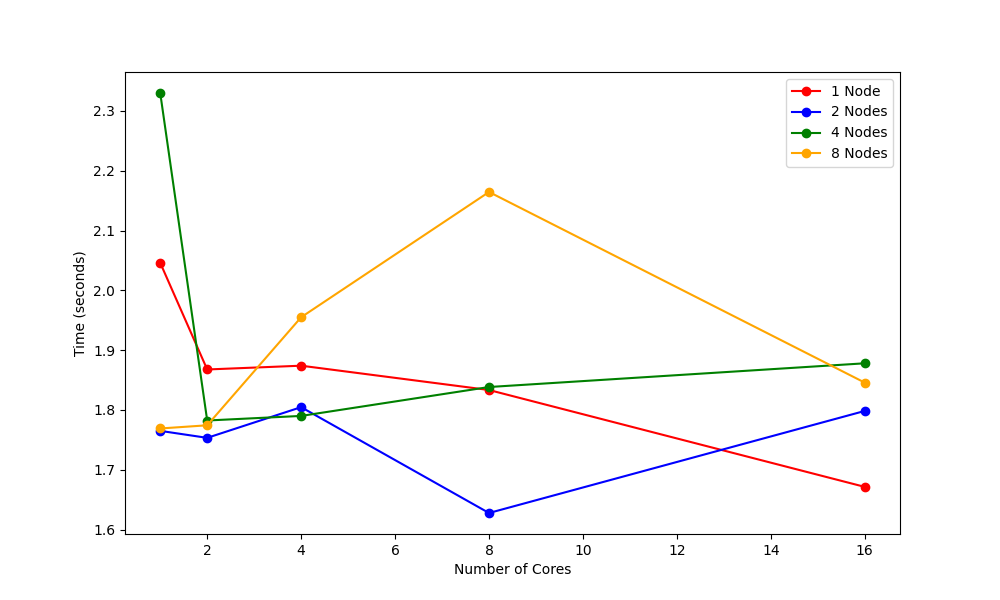 1 Node
2 Nodes
4 Nodes
8 Nodes
Time (seconds)
2.3
2.2
2.1
2.0
1.9
1.8
1.7
1.6
2 4 6 8 10 12 14 16
Number of Cores